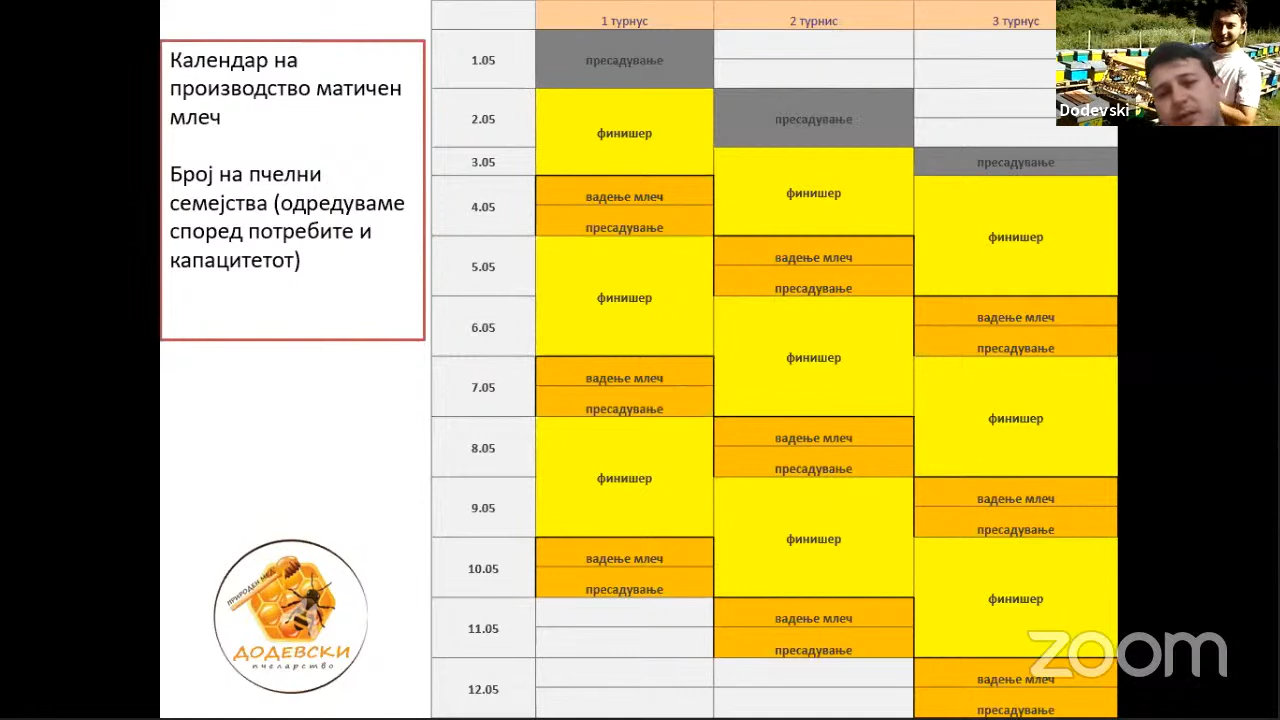 Календар на
производство матичен
млеч
Број на пчелни
семејства (одредуваме
според потребите и
капацитетот)
1 турнус 2 турнис 3 турнус
1.05 пресадување
2.05 финишер пресадување
3.05 финишер пресадување
4.05 вадење млеч
пресадување
финишер
5.05 финишер вадење млеч
пресадување
6.05 финишер вадење млеч
пресадување
7.05 вадење млеч
пресадување
финишер
8.05 финишер вадење млеч
пресадување
9.05 финишер вадење млеч
пресадување
10.05 вадење млеч
пресадување
финишер
11.05 вадење млеч
пресадување
12.05 вадење млеч
пресадување
Dodevski
ПРИРОДЕН МЕД
ДОДЕВСКИ
пчеларство
zoom